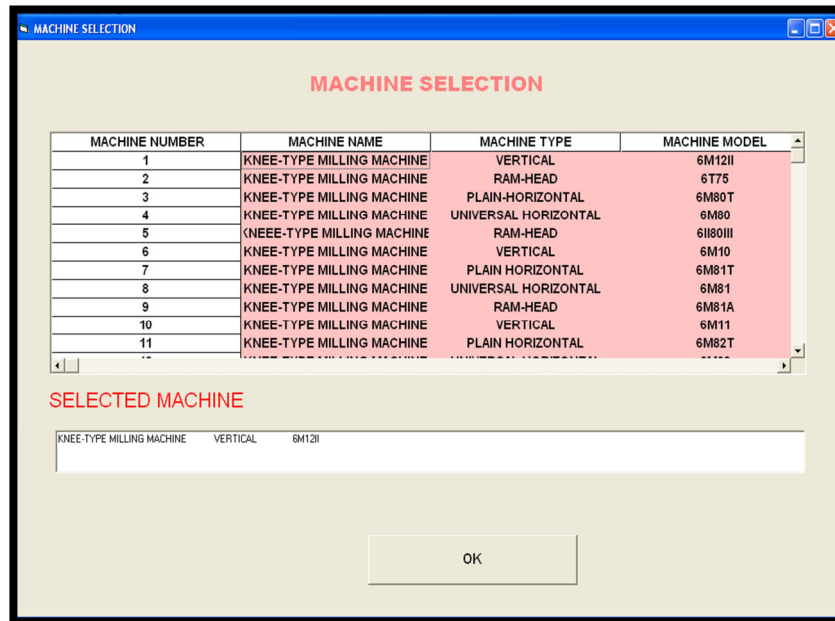 MACHINE SELECTION
MACHINE SELECTION
MACHINE NUMBER MACHINE NAME MACHINE TYPE MACHINE MODEL
1 KNEE-TYPE MILLING MACHINE VERTICAL 6M12II
2 KNEE-TYPE MILLING MACHINE RAM-HEAD 6T75
3 KNEE-TYPE MILLING MACHINE PLAIN-HORIZONTAL 6M80T
4 KNEE-TYPE MILLING MACHINE UNIVERSAL HORIZONTAL 6M80
5 KNEEE-TYPE MILLING MACHINE RAM-HEAD 6II80III
6 KNEE-TYPE MILLING MACHINE VERTICAL 6M10
7 KNEE-TYPE MILLING MACHINE PLAIN HORIZONTAL 6M81T
8 KNEE-TYPE MILLING MACHINE UNIVERSAL HORIZONTAL 6M81
9 KNEE-TYPE MILLING MACHINE RAM-HEAD 6M81A
10 KNEE-TYPE MILLING MACHINE VERTICAL 6M11
11 KNEE-TYPE MILLING MACHINE PLAIN HORIZONTAL 6M82T
SELECTED MACHINE
KNEE-TYPE MILLING MACHINE VERTICAL 6M12II
OK